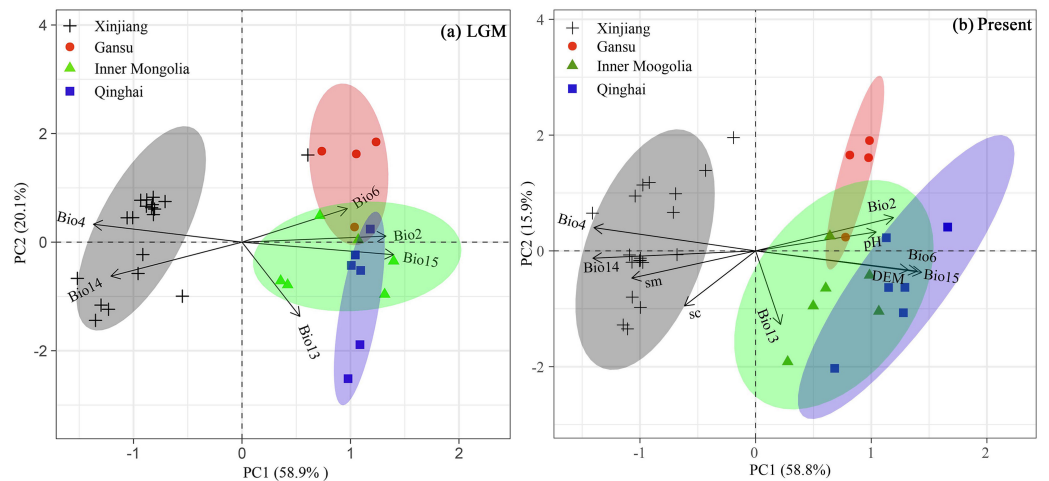 (a) LGM
Xinjiang
Gansu
Inner Mongolia
Qinghai
4
2
0
-2
PC2 (20.1%)
Bio4
Bio14
Bio6
Bio2
Bio15
Bio13
-1
0
1
2
PC1 (58.9%)
(b) Present
Xinjiang
Gansu
Inner Moogolia
Qinghai
4
2
0
-2
PC2 (15.9%)
Bio4
Bio14
sm
sc
Bio13
Bio2
pH
Bio6
DEM
Bio15
-1
0
1
2
PC1 (58.8%)